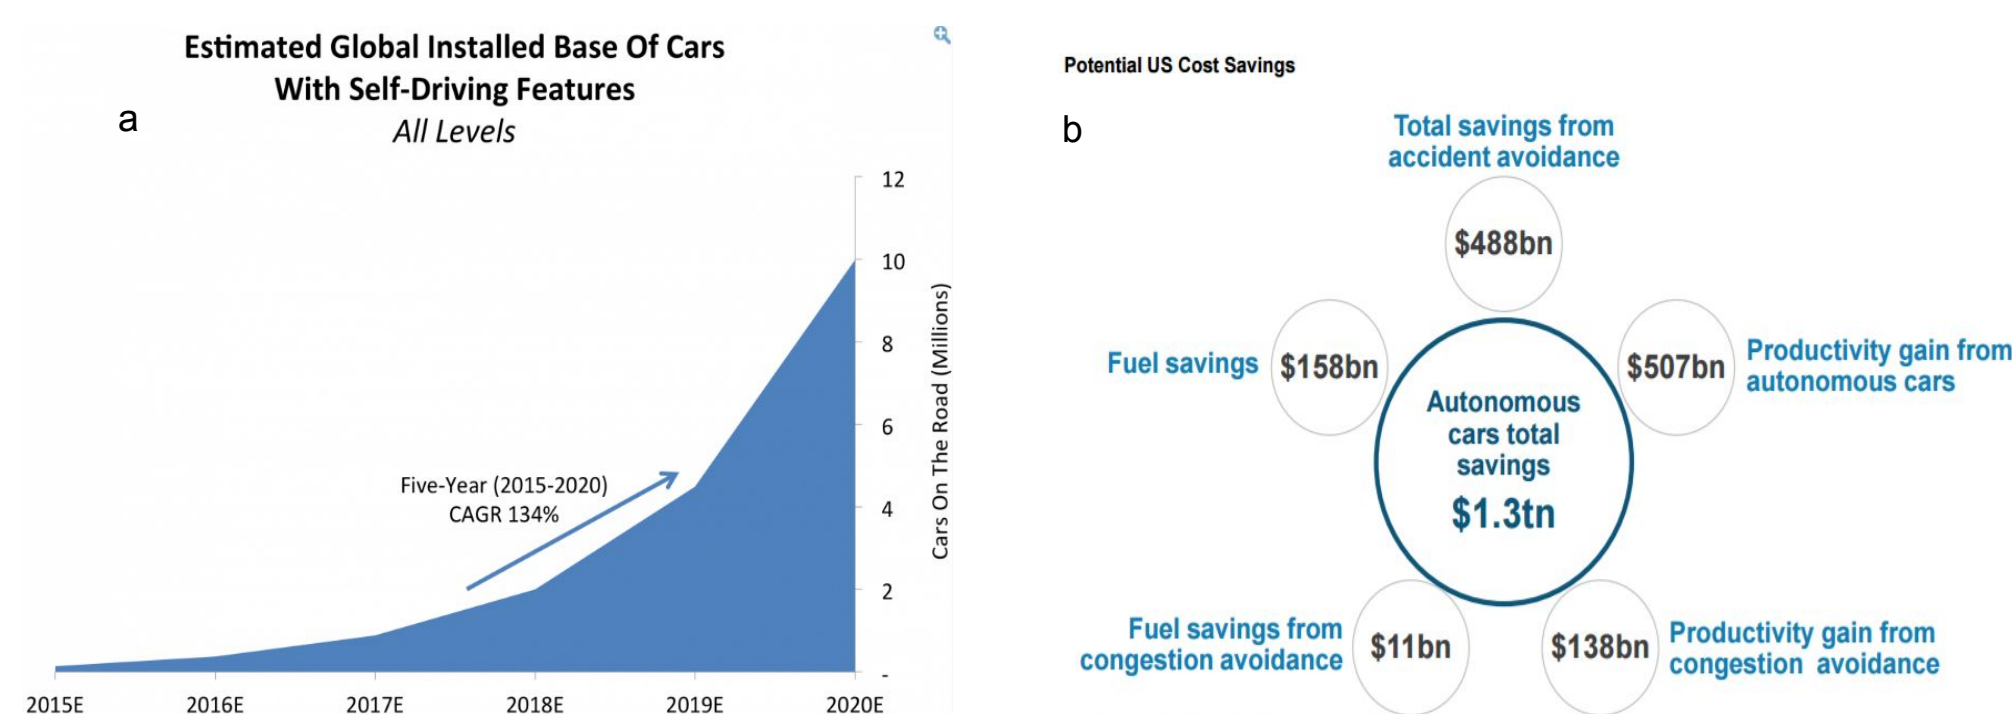 Estimated Global Installed Base Of Cars
With Self-Driving Features
All Levels
a
12
10
8
6
4
2
-
Cars On The Road (Millions)
Five-Year (2015-2020)
CAGR 134%
2015E
2016E
2017E
2018E
2019E
2020E
Potential US Cost Savings
b
Total savings from
accident avoidance
$488bn
Fuel savings
$158bn
$507bn
Productivity gain from
autonomous cars
Autonomous
cars total
savings
$1.3tn
Fuel savings from
congestion avoidance
$11bn
$138bn
Productivity gain from
congestion avoidance